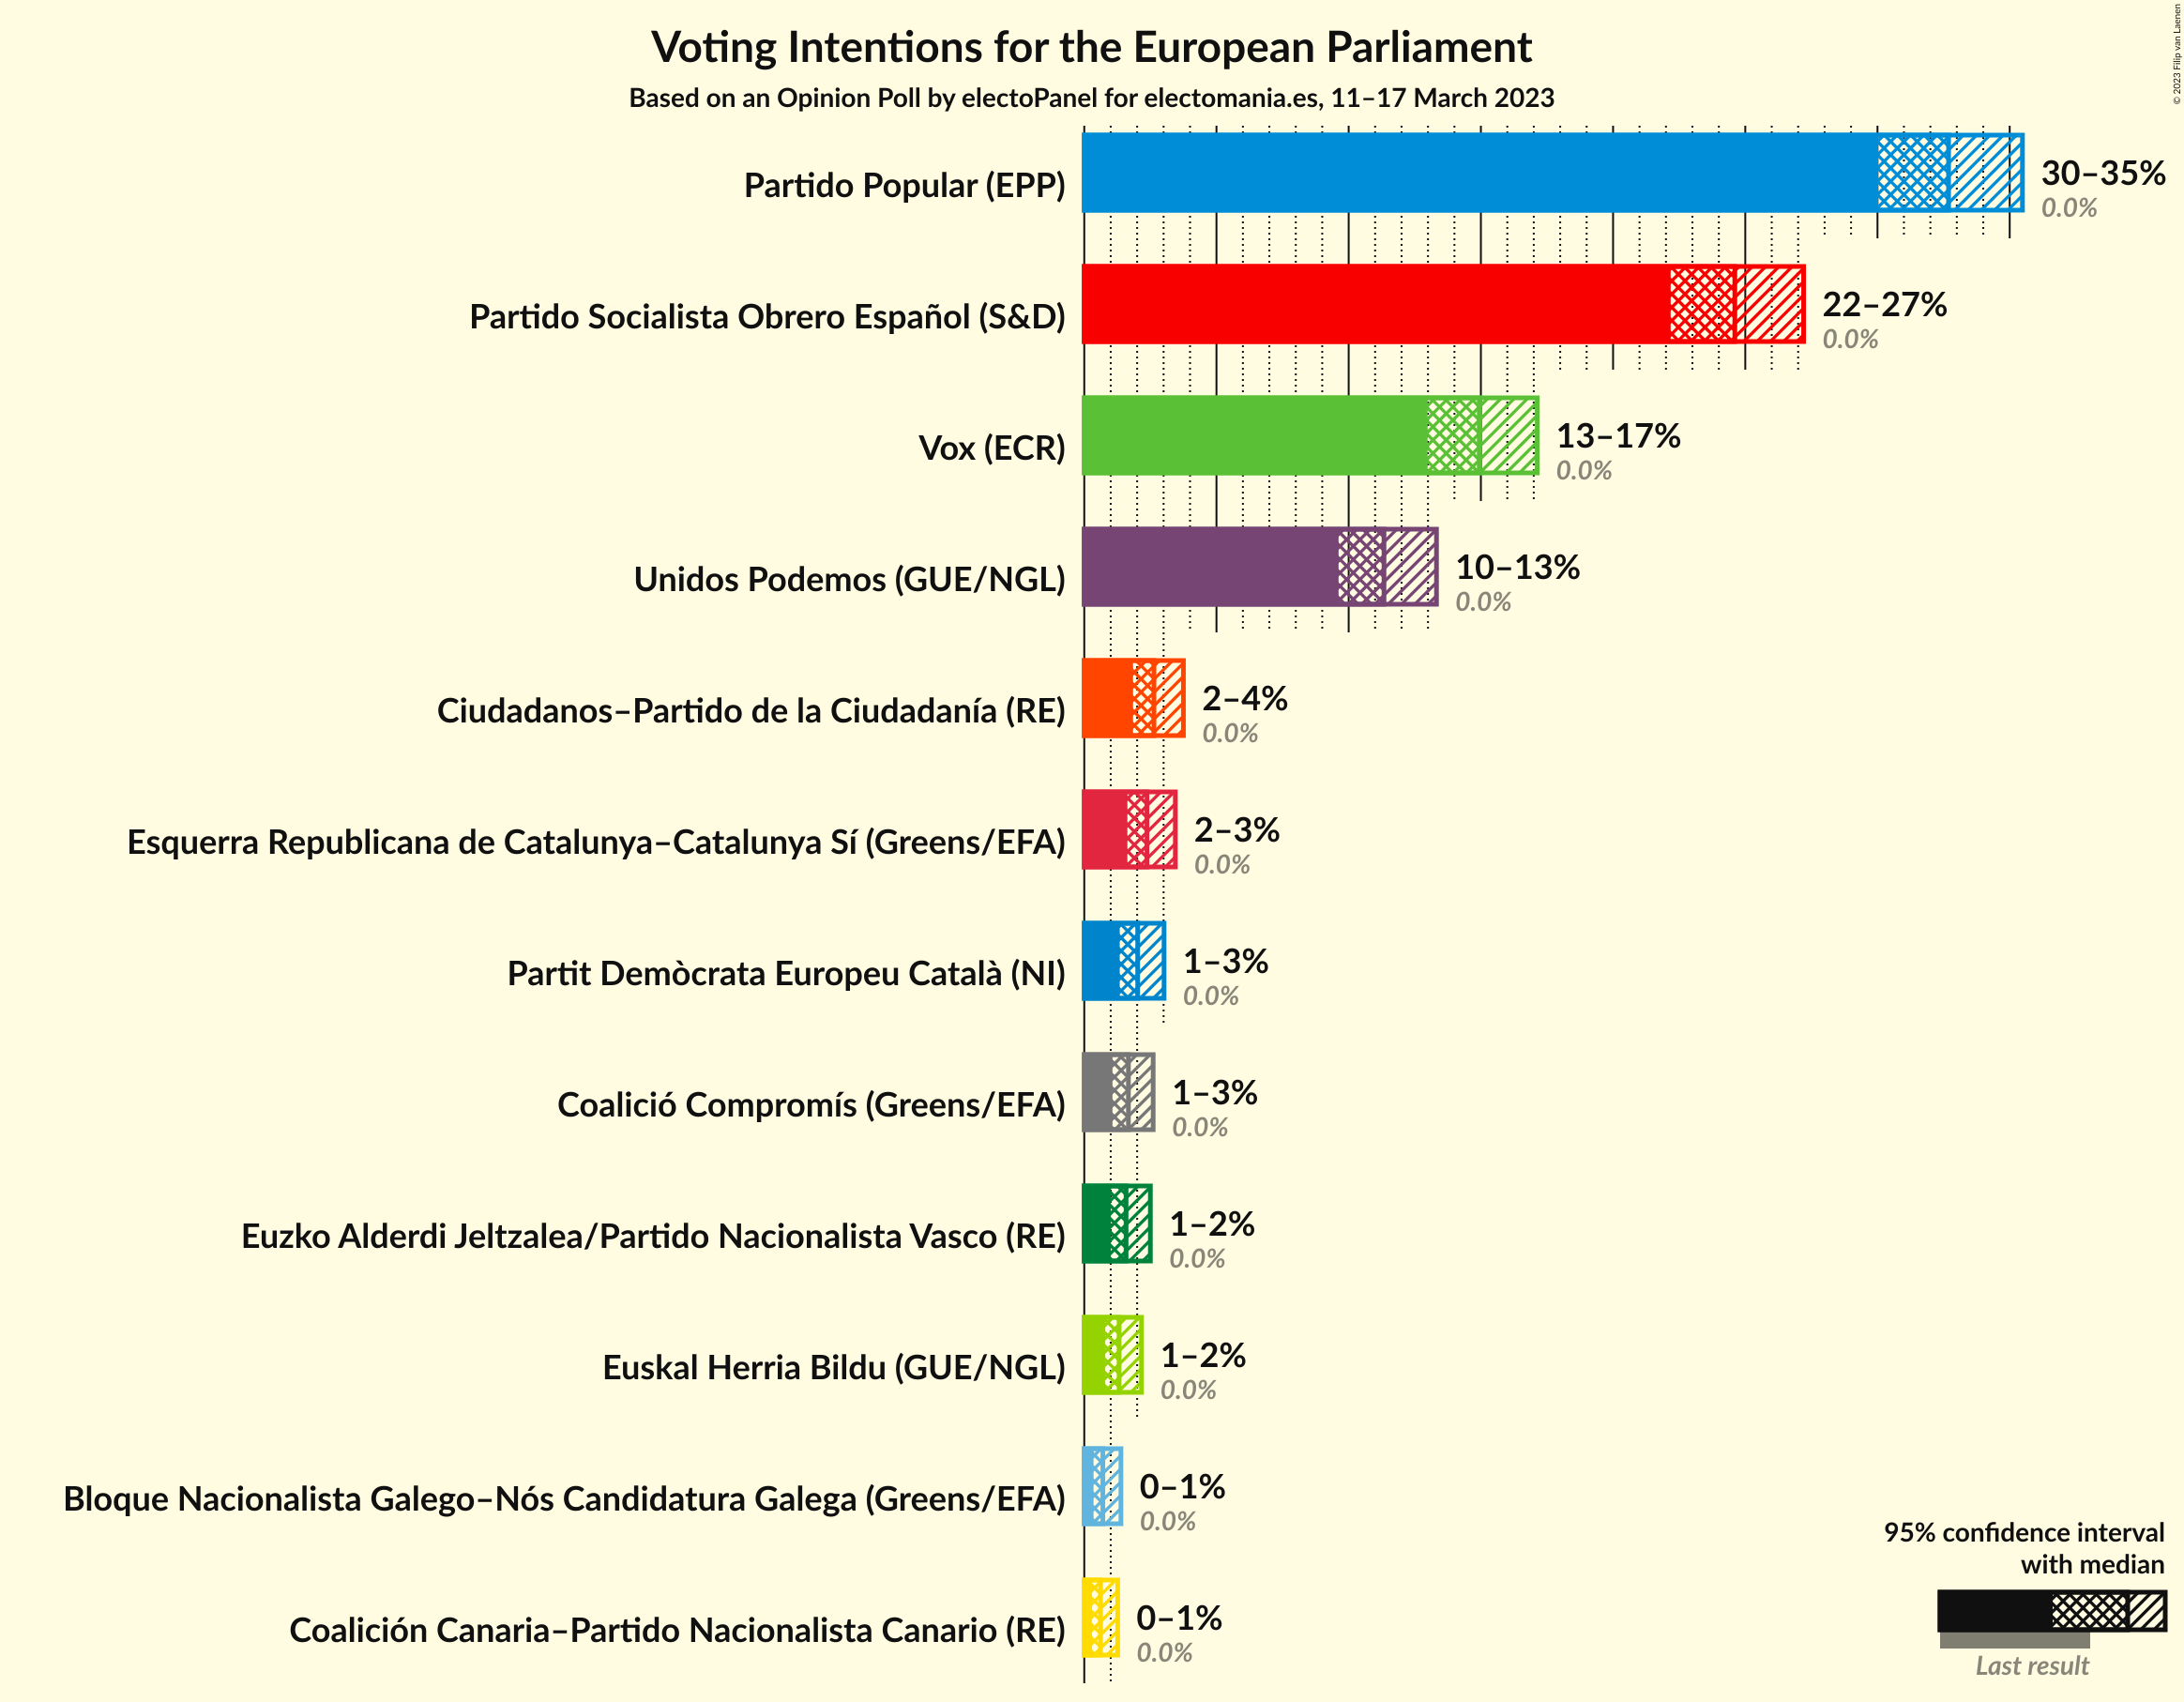 Voting Intentions for the European Parliament
Based on an Opinion Poll by electoPanel for electomania.es, 11–17 March 2023
© 2023 Filip van Laenen
Partido Popular (EPP)
30–35%
0.0%
Partido Socialista Obrero Español (S&D)
22–27%
0.0%
Vox (ECR)
13–17%
0.0%
Unidos Podemos (GUE/NGL)
10–13%
0.0%
Ciudadanos–Partido de la Ciudadanía (RE)
2–4%
0.0%
Esquerra Republicana de Catalunya–Catalunya Sí (Greens/EFA)
2–3%
0.0%
Partit Demòcrata Europeu Català (NI)
1–3%
0.0%
Coalició Compromís (Greens/EFA)
1–3%
0.0%
Euzko Alderdi Jeltzalea/Partido Nacionalista Vasco (RE)
1–2%
0.0%
Euskal Herria Bildu (GUE/NGL)
1–2%
0.0%
Bloque Nacionalista Galego–Nós Candidatura Galega (Greens/EFA)
0–1%
0.0%
Coalición Canaria–Partido Nacionalista Canario (RE)
0–1%
0.0%
95% confidence interval
with median
Last result